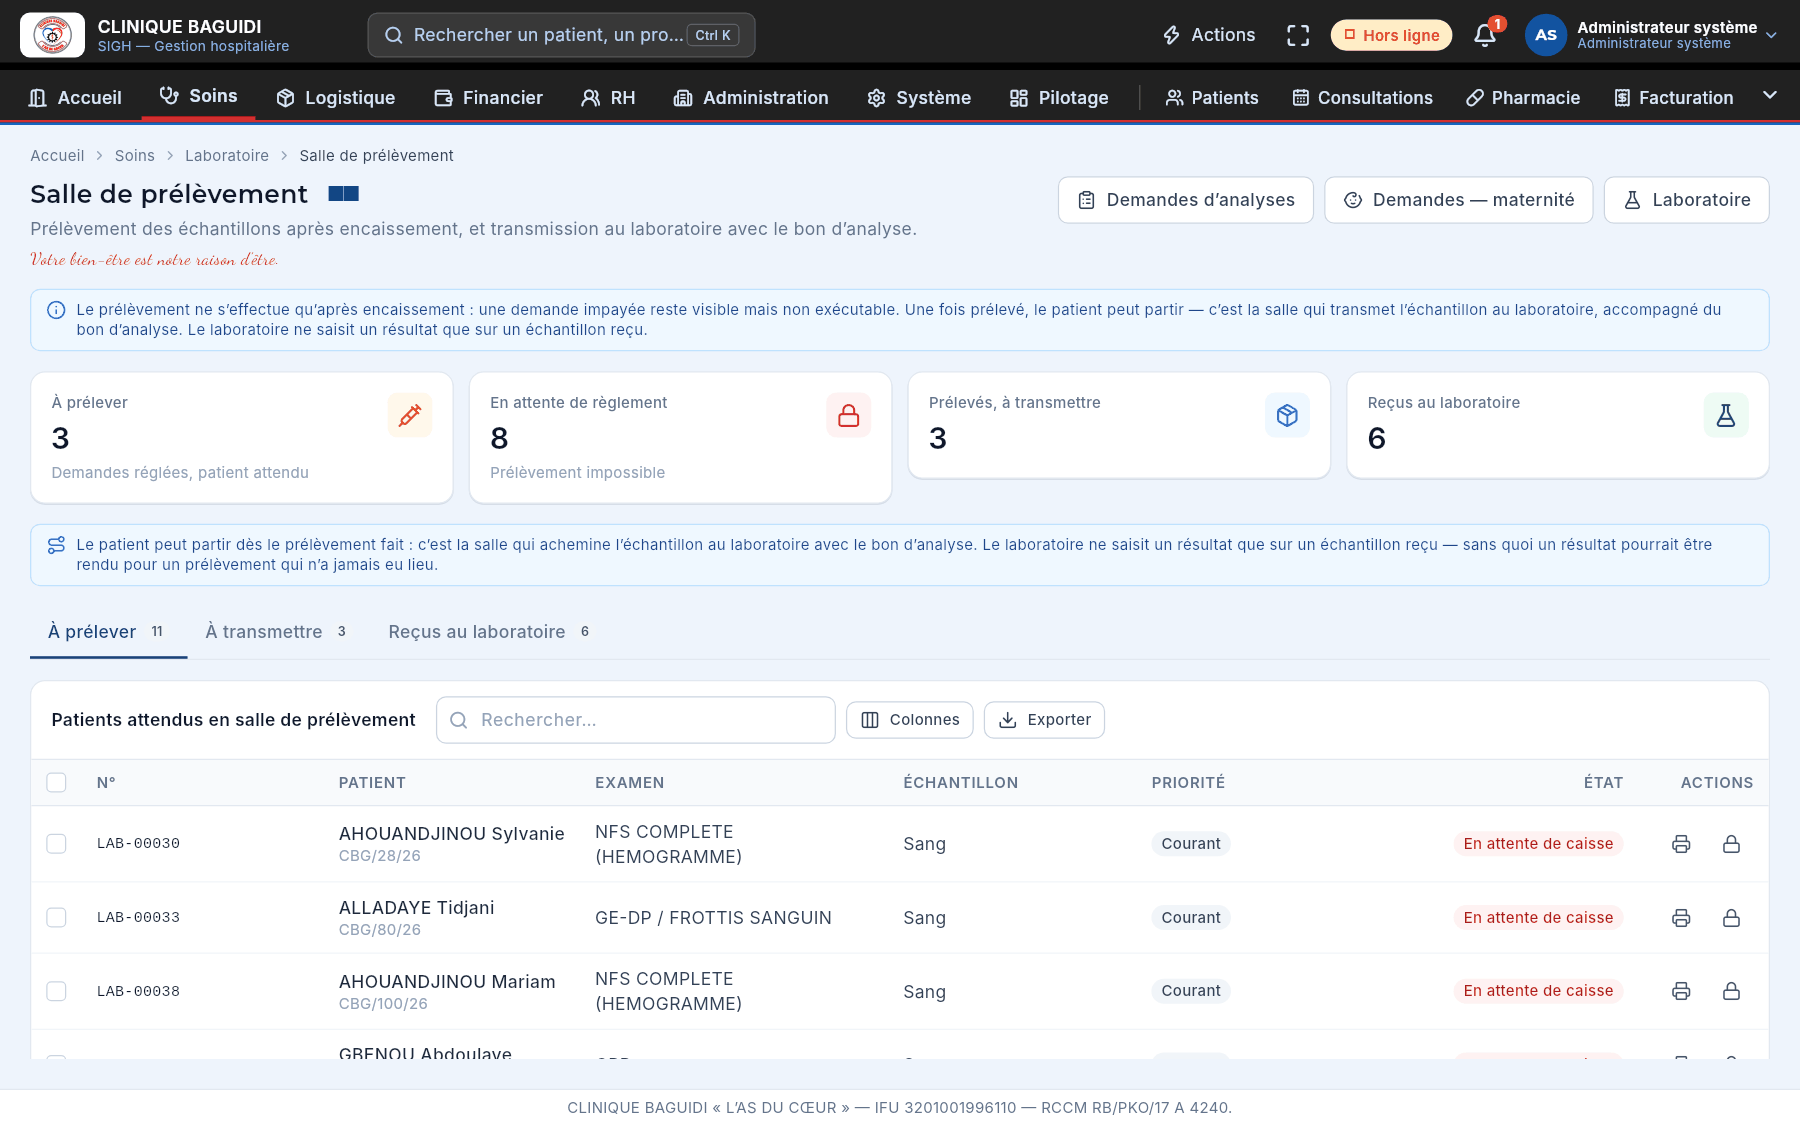 CLINIQUE BAGUIDI
SIGH — Gestion hospitalière
Rechercher un patient, un pro... Ctrl K
Actions
Hors ligne
1
AS
Administrateur système
Administrateur système
Accueil
Soins
Logistique
Financier
RH
Administration
Système
Pilotage
Patients
Consultations
Pharmacie
Facturation
Accueil > Soins > Laboratoire > Salle de prélèvement
Salle de prélèvement
Demandes d’analyses
Demandes — maternité
Laboratoire
Prélèvement des échantillons après encaissement, et transmission au laboratoire avec le bon d’analyse.
Votre bien-être est notre raison d'être.
Le prélèvement ne s’effectue qu’après encaissement : une demande impayée reste visible mais non exécutable. Une fois prélevé, le patient peut partir — c’est la salle qui transmet l’échantillon au laboratoire, accompagné du
bon d’analyse. Le laboratoire ne saisit un résultat que sur un échantillon reçu.
À prélever
3
Demandes réglées, patient attendu
En attente de règlement
8
Prélèvement impossible
Prélevés, à transmettre
3
Reçus au laboratoire
6
Le patient peut partir dès le prélèvement fait : c’est la salle qui achemine l’échantillon au laboratoire avec le bon d’analyse. Le laboratoire ne saisit un résultat que sur un échantillon reçu — sans quoi un résultat pourrait être
rendu pour un prélèvement qui n’a jamais eu lieu.
À prélever 11
À transmettre 3
Reçus au laboratoire 6
Patients attendus en salle de prélèvement
Rechercher...
Colonnes
Exporter
N° PATIENT EXAMEN ÉCHANTILLON PRIORITÉ ÉTAT ACTIONS
LAB-00030 AHOUANDJINOU Sylvanie CBG/28/26 NFS COMPLETE (HEMOGRAMME) Sang Courant En attente de caisse
LAB-00033 ALLADAYE Tidjani CBG/80/26 GE-DP / FROTTIS SANGUIN Sang Courant En attente de caisse
LAB-00038 AHOUANDJINOU Mariam CBG/100/26 NFS COMPLETE (HEMOGRAMME) Sang Courant En attente de caisse
GBENOU Abdoulaye
CLINIQUE BAGUIDI « L’AS DU CŒUR » — IFU 3201001996110 — RCCM RB/PKO/17 A 4240.